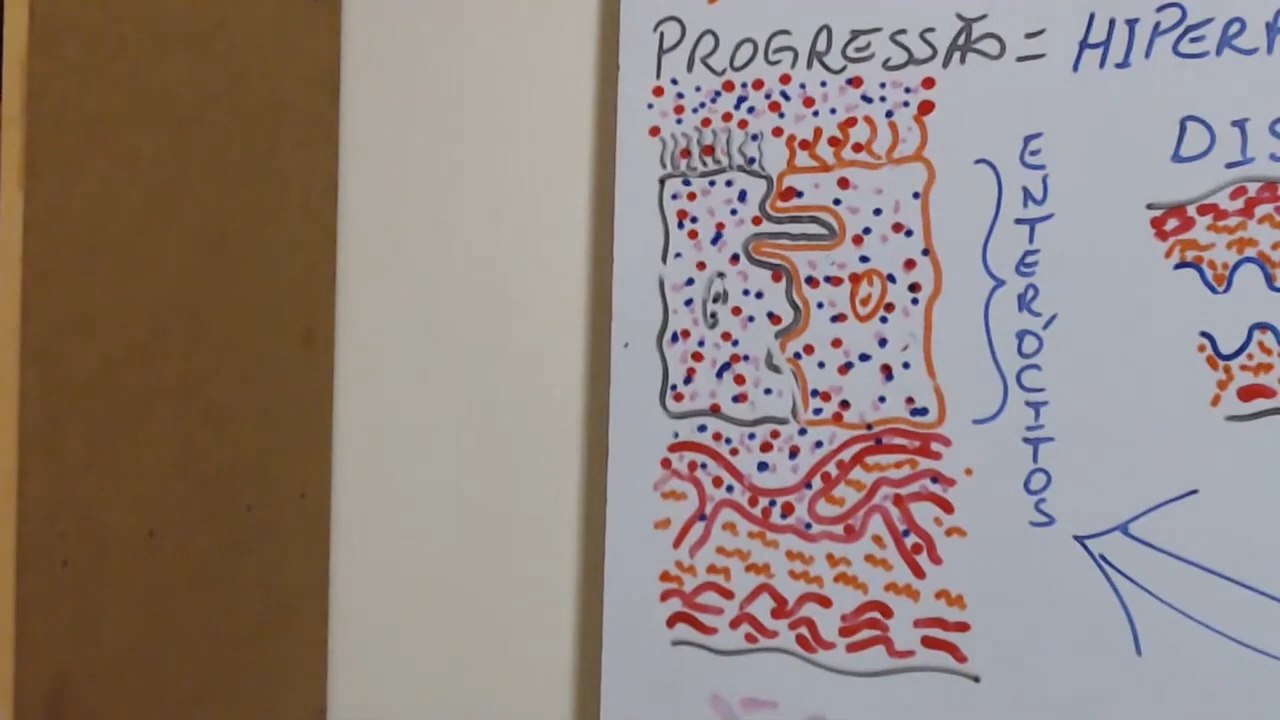 PROGRESSÃO = HIPER
DIS
ENTERÓCITOS